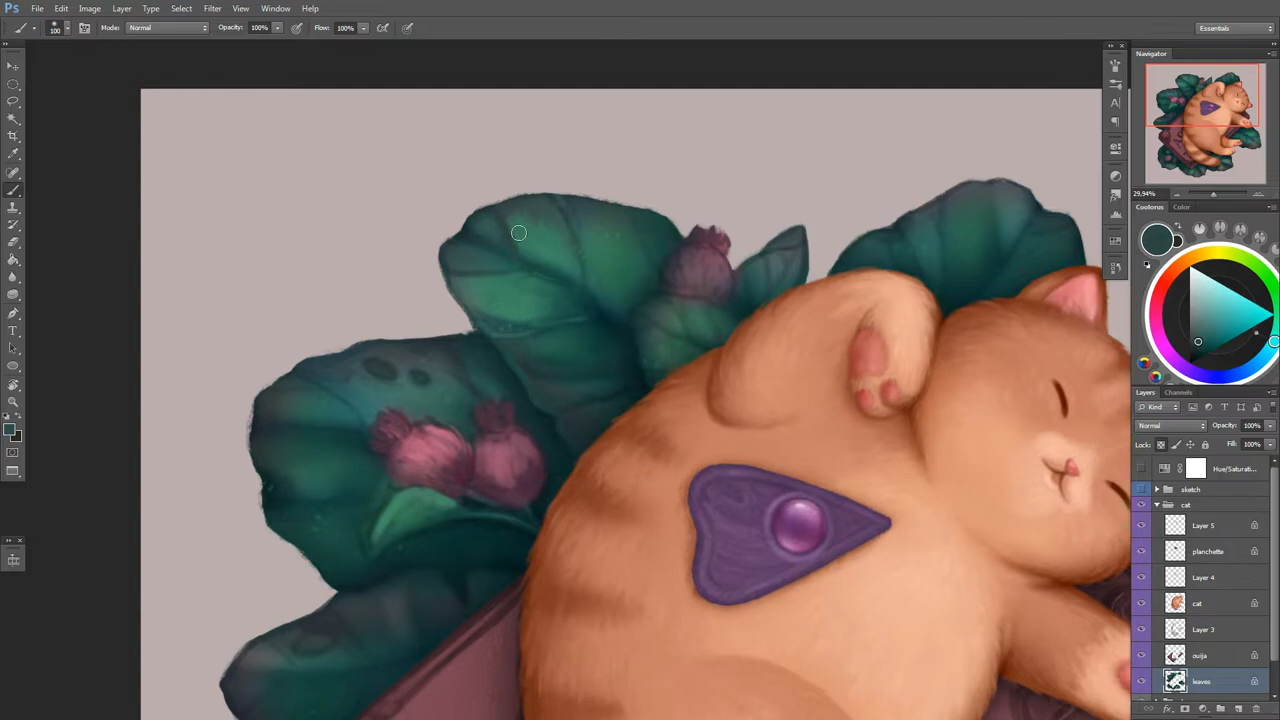 Ps File Edit Image Layer Type Select Filter View Window Help
100 Mode: Normal Opacity: 100% Flow: 100% Essentials
Navigator
29,94%
Coolorus Color
Layers Channels
Kind
Normal Opacity: 100%
Lock: Fill: 100%
Hue/Saturati...
sketch
cat
Layer 5
planchette
Layer 4
cat
Layer 3
ouija
leaves